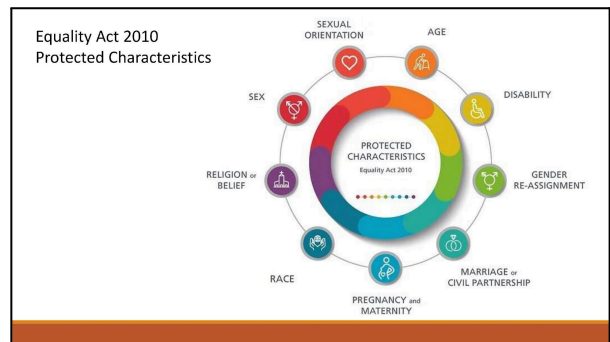 Equality Act 2010
Protected Characteristics
SEXUAL
ORIENTATION
AGE
DISABILITY
GENDER
RE-ASSIGNMENT
MARRIAGE or
CIVIL PARTNERSHIP
PREGNANCY and
MATERNITY
RACE
RELIGION or
BELIEF
SEX
PROTECTED
CHARACTERISTICS
Equality Act 2010